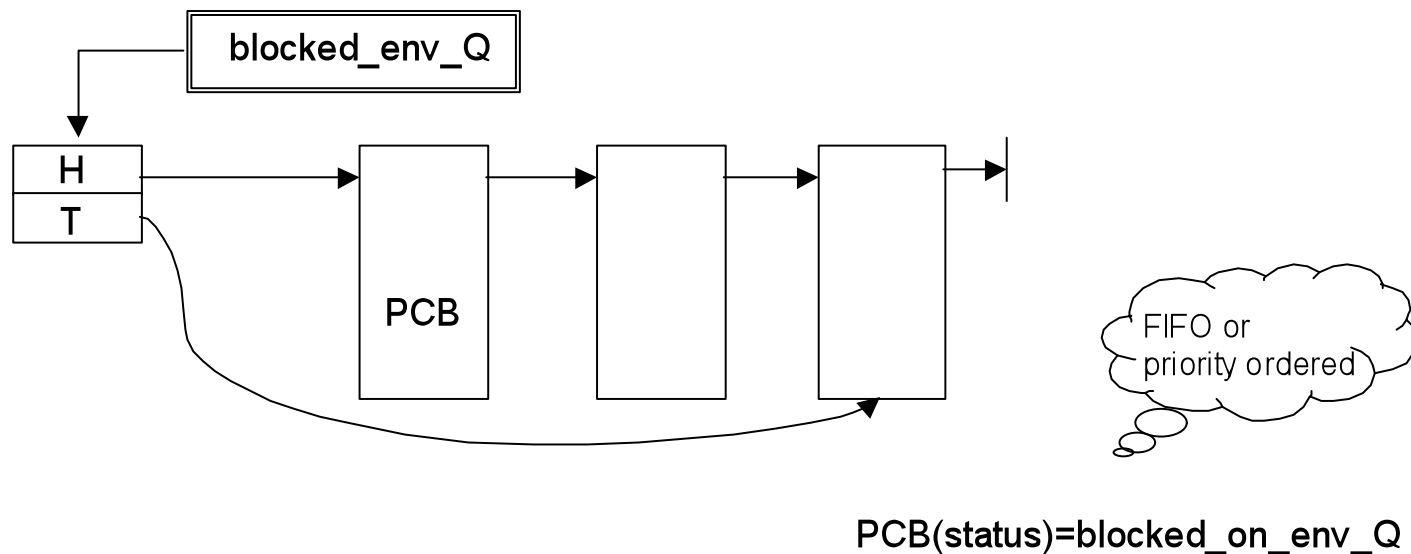 blocked_env_Q
H
T
PCB
FIFO or
priority ordered
PCB(status)=blocked_on_env_Q